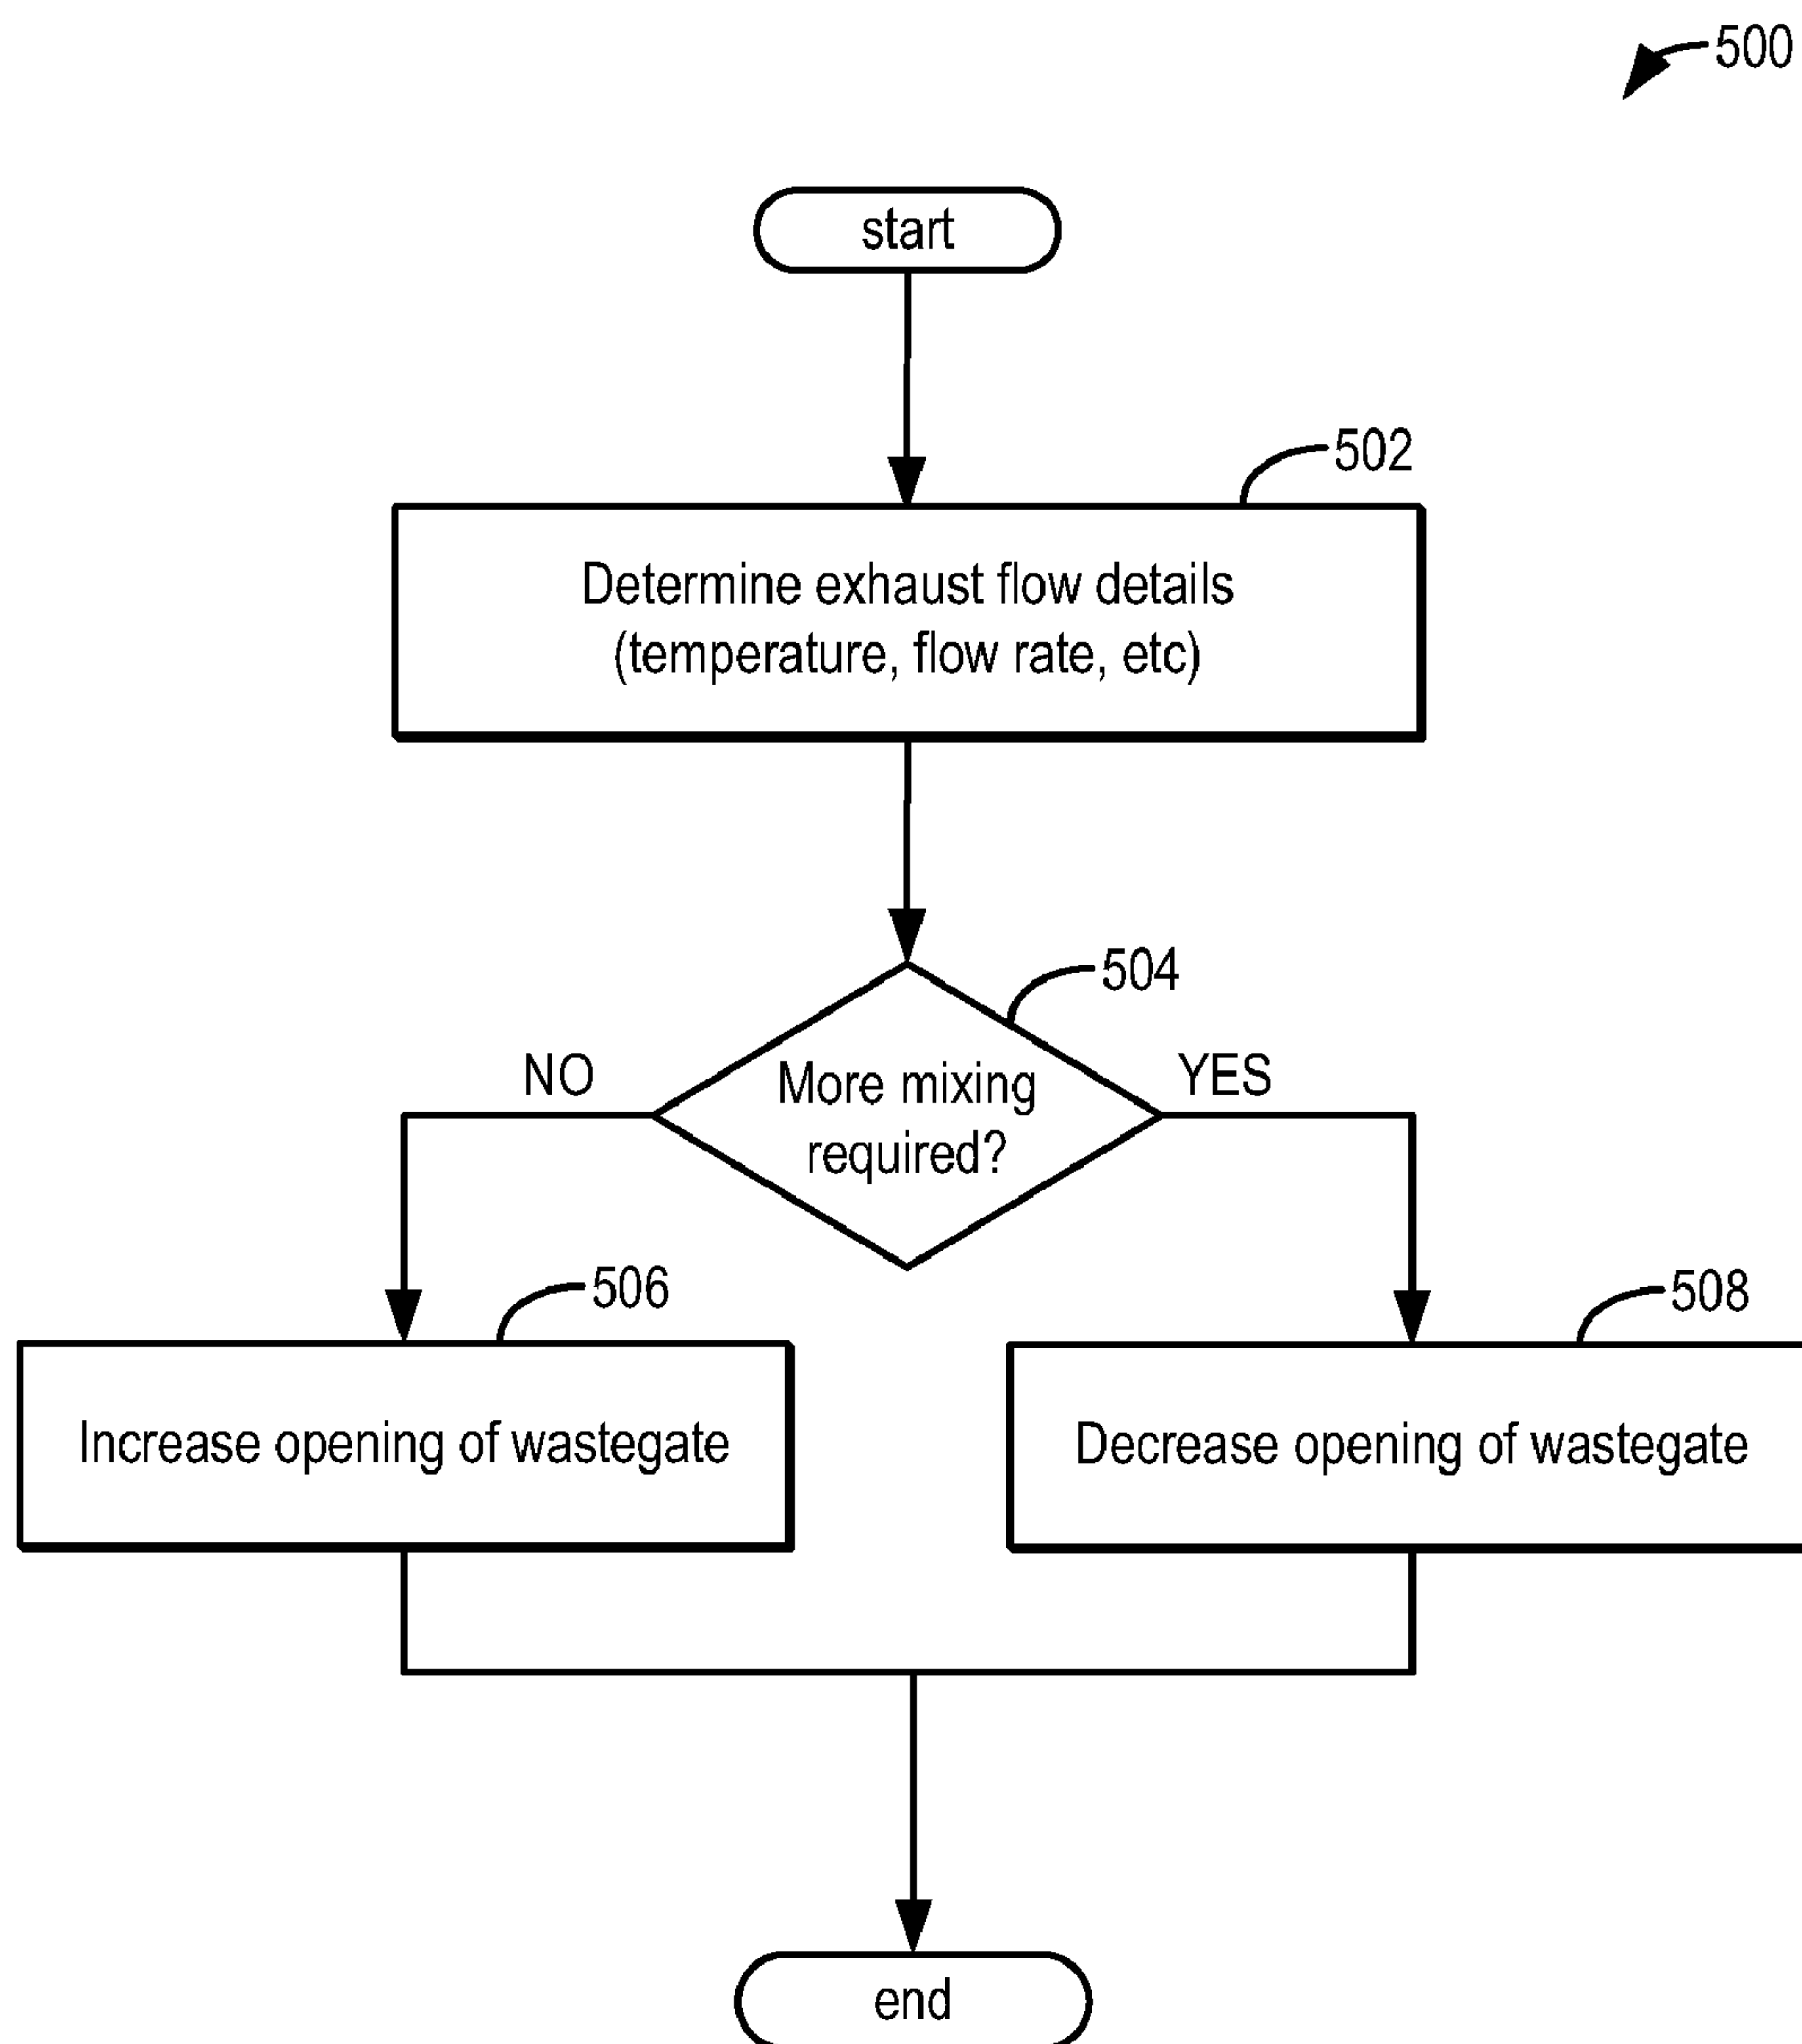 500
start
502
Determine exhaust flow details
(temperature, flow rate, etc)
504
NO
More mixing
required?
YES
506
508
Increase opening of wastegate
Decrease opening of wastegate
end